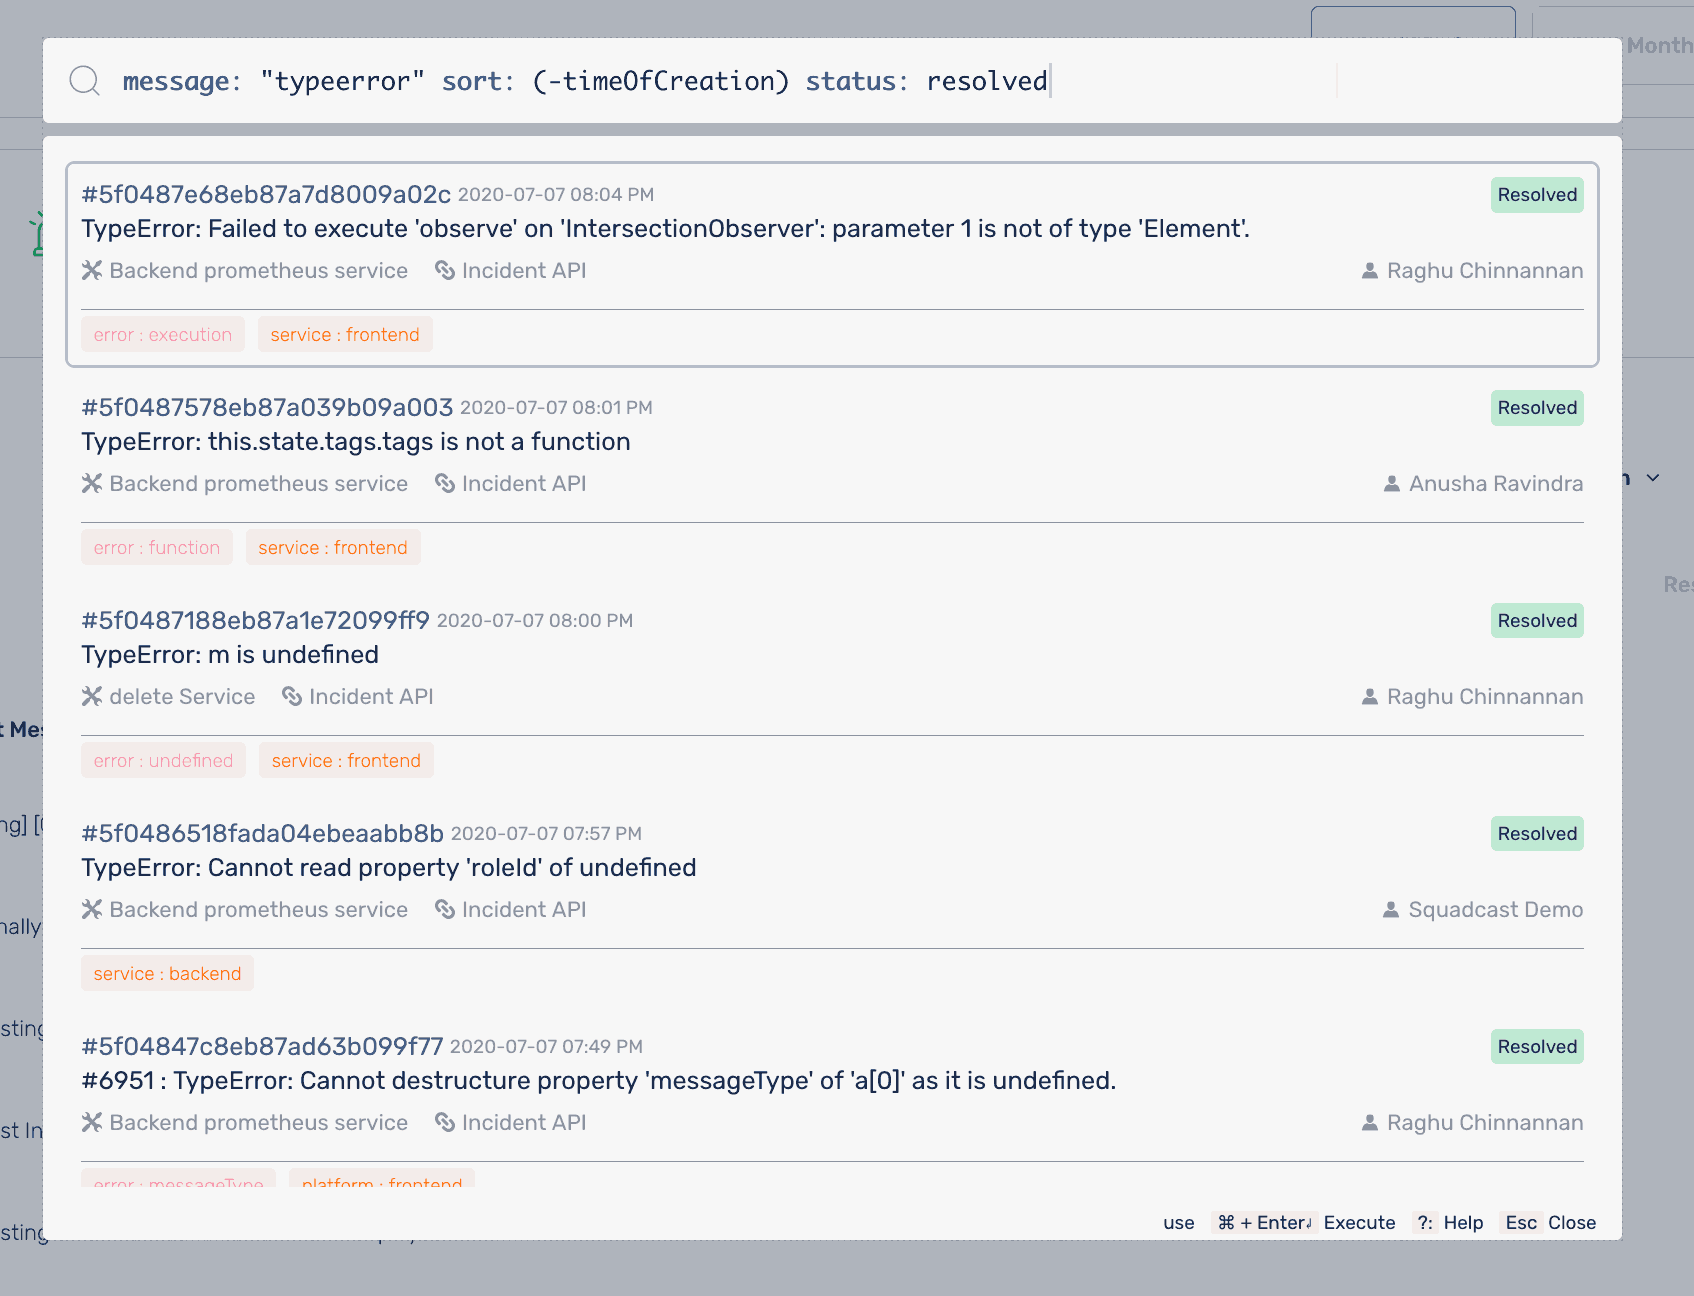 Month
message: "typeerror" sort: (-timeOfCreation) status: resolved
#5f0487e68eb87a7d8009a02c 2020-07-07 08:04 PM Resolved
TypeError: Failed to execute 'observe' on 'IntersectionObserver': parameter 1 is not of type 'Element'.
Backend prometheus service Incident API Raghu Chinnannan
error : execution service : frontend
#5f0487578eb87a039b09a003 2020-07-07 08:01 PM Resolved
TypeError: this.state.tags.tags is not a function
Backend prometheus service Incident API Anusha Ravindra
error : function service : frontend
#5f0487188eb87a1e72099ff9 2020-07-07 08:00 PM Resolved
TypeError: m is undefined
delete Service Incident API Raghu Chinnannan
error : undefined service : frontend
#5f0486518fada04ebeaabb8b 2020-07-07 07:57 PM Resolved
TypeError: Cannot read property 'roleId' of undefined
Backend prometheus service Incident API Squadcast Demo
service : backend
#5f04847c8eb87ad63b099f77 2020-07-07 07:49 PM Resolved
#6951 : TypeError: Cannot destructure property 'messageType' of 'a[0]' as it is undefined.
Backend prometheus service Incident API Raghu Chinnannan
error : messageType platform : frontend
use ⌘ + Enter↲ Execute ?: Help Esc Close